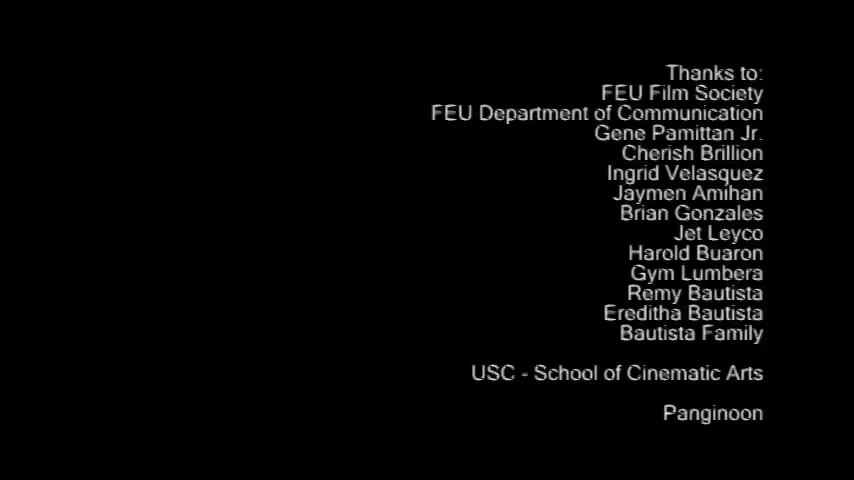 Thanks to:
FEU Film Society
FEU Department of Communication
Gene Pamittan Jr.
Cherish Brillion
Ingrid Velasquez
Jaymen Amihan
Brian Gonzales
Jet Leyco
Harold Buaron
Gym Lumbera
Remy Bautista
Ereditha Bautista
Bautista Family
USC - School of Cinematic Arts
Panginoon